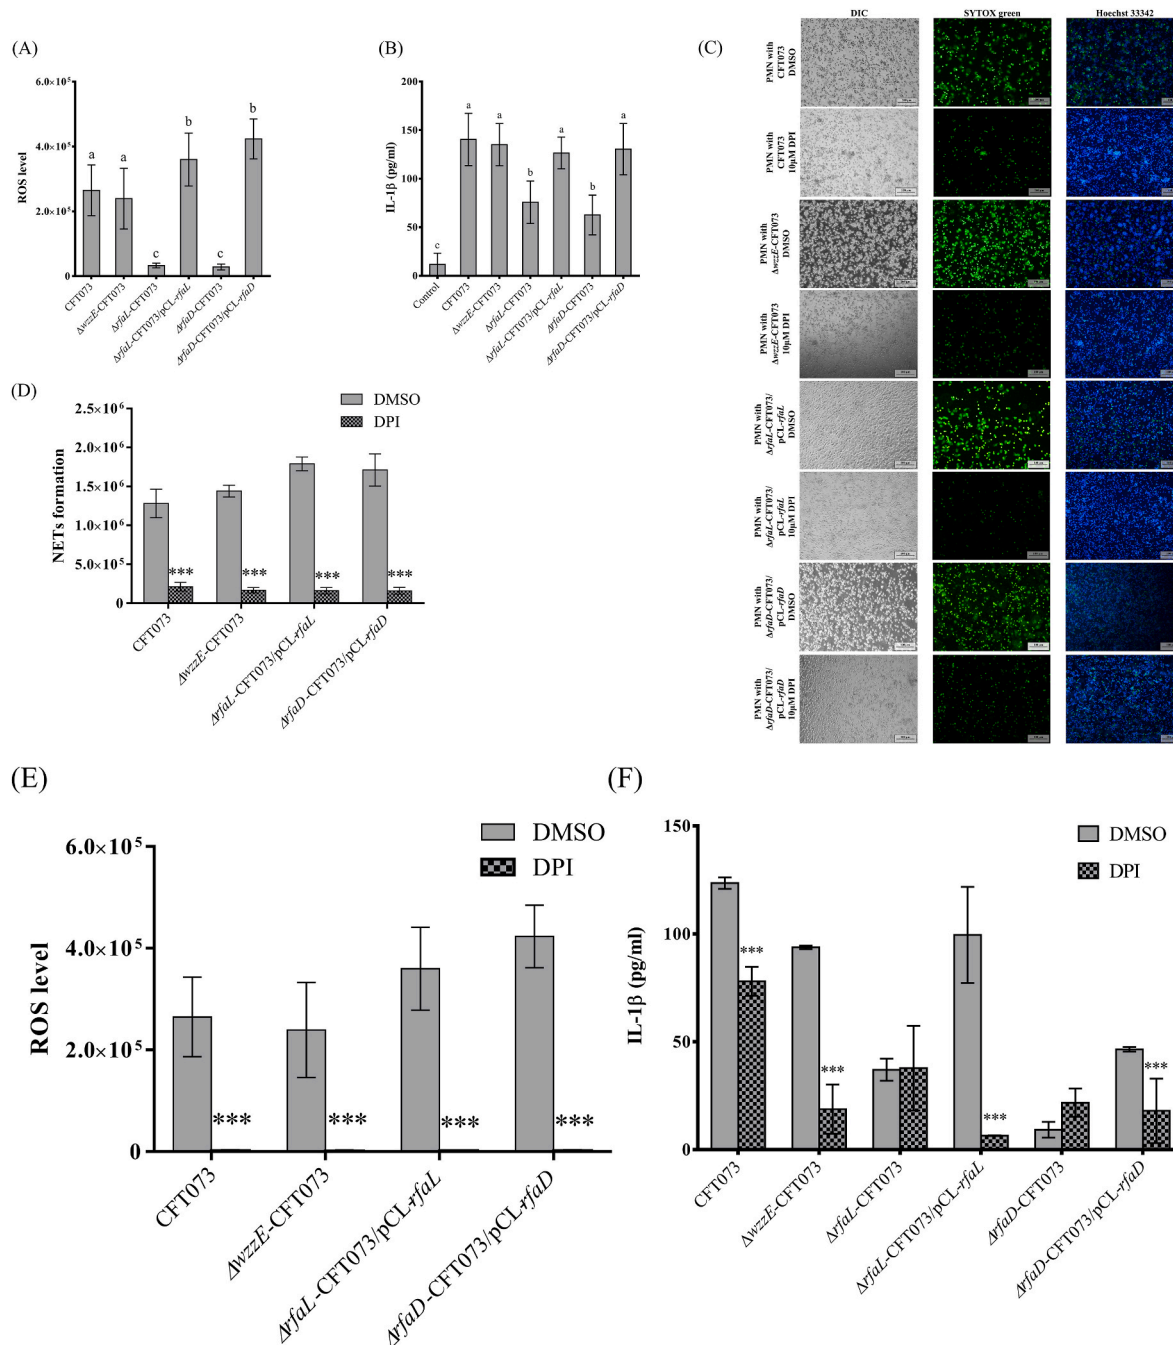 (A)
ROS level
6.0×10⁵
4.0×10⁵
2.0×10⁵
0
a
a
c
b
c
b
CFT073
ΔwzzE-CFT073
ΔrfaL-CFT073
ΔrfaL-CFT073/pCL-rfaL
ΔrfaD-CFT073
ΔrfaD-CFT073/pCL-rfaD
(B)
IL-1β (pg/ml)
200
150
100
50
0
c
a
a
b
a
b
a
Control
CFT073
ΔwzzE-CFT073
ΔrfaL-CFT073
ΔrfaL-CFT073/pCL-rfaL
ΔrfaD-CFT073
ΔrfaD-CFT073/pCL-rfaD
(C)
DIC
SYTOX green
Hoechst 33342
PMN with
CFT073
DMSO
PMN with
CFT073
10μM DPI
PMN with
ΔwzzE-CFT073
DMSO
PMN with
ΔwzzE-CFT073
10μM DPI
PMN with
ΔrfaL-CFT073/
pCL-rfaL
DMSO
PMN with
ΔrfaL-CFT073/
pCL-rfaL
10μM DPI
PMN with
ΔrfaD-CFT073/
pCL-rfaD
DMSO
PMN with
ΔrfaD-CFT073/
pCL-rfaD
10μM DPI
(D)
DMSO
DPI
NETs formation
2.5×10⁶
2.0×10⁶
1.5×10⁶
1.0×10⁶
5.0×10⁵
0
***
***
***
***
CFT073
ΔwzzE-CFT073
ΔrfaL-CFT073/pCL-rfaL
ΔrfaD-CFT073/pCL-rfaD
(E)
DMSO
DPI
ROS level
6.0×10⁵
4.0×10⁵
2.0×10⁵
0
***
***
***
***
CFT073
ΔwzzE-CFT073
ΔrfaL-CFT073/pCL-rfaL
ΔrfaD-CFT073/pCL-rfaD
(F)
DMSO
DPI
IL-1β (pg/ml)
150
100
50
0
***
***
***
***
CFT073
ΔwzzE-CFT073
ΔrfaL-CFT073
ΔrfaL-CFT073/pCL-rfaL
ΔrfaD-CFT073
ΔrfaD-CFT073/pCL-rfaD